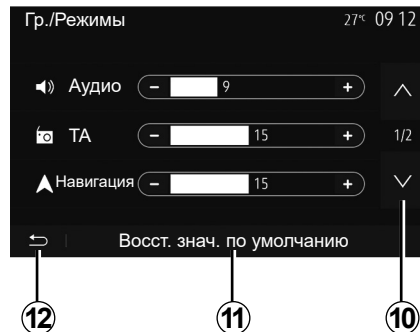 Гр./Режимы 27°C 09 12
Аудио - 9 +
TA - 15 + 1/2
Навигация - 15 +
Восст. знач. по умолчанию
12 11 10